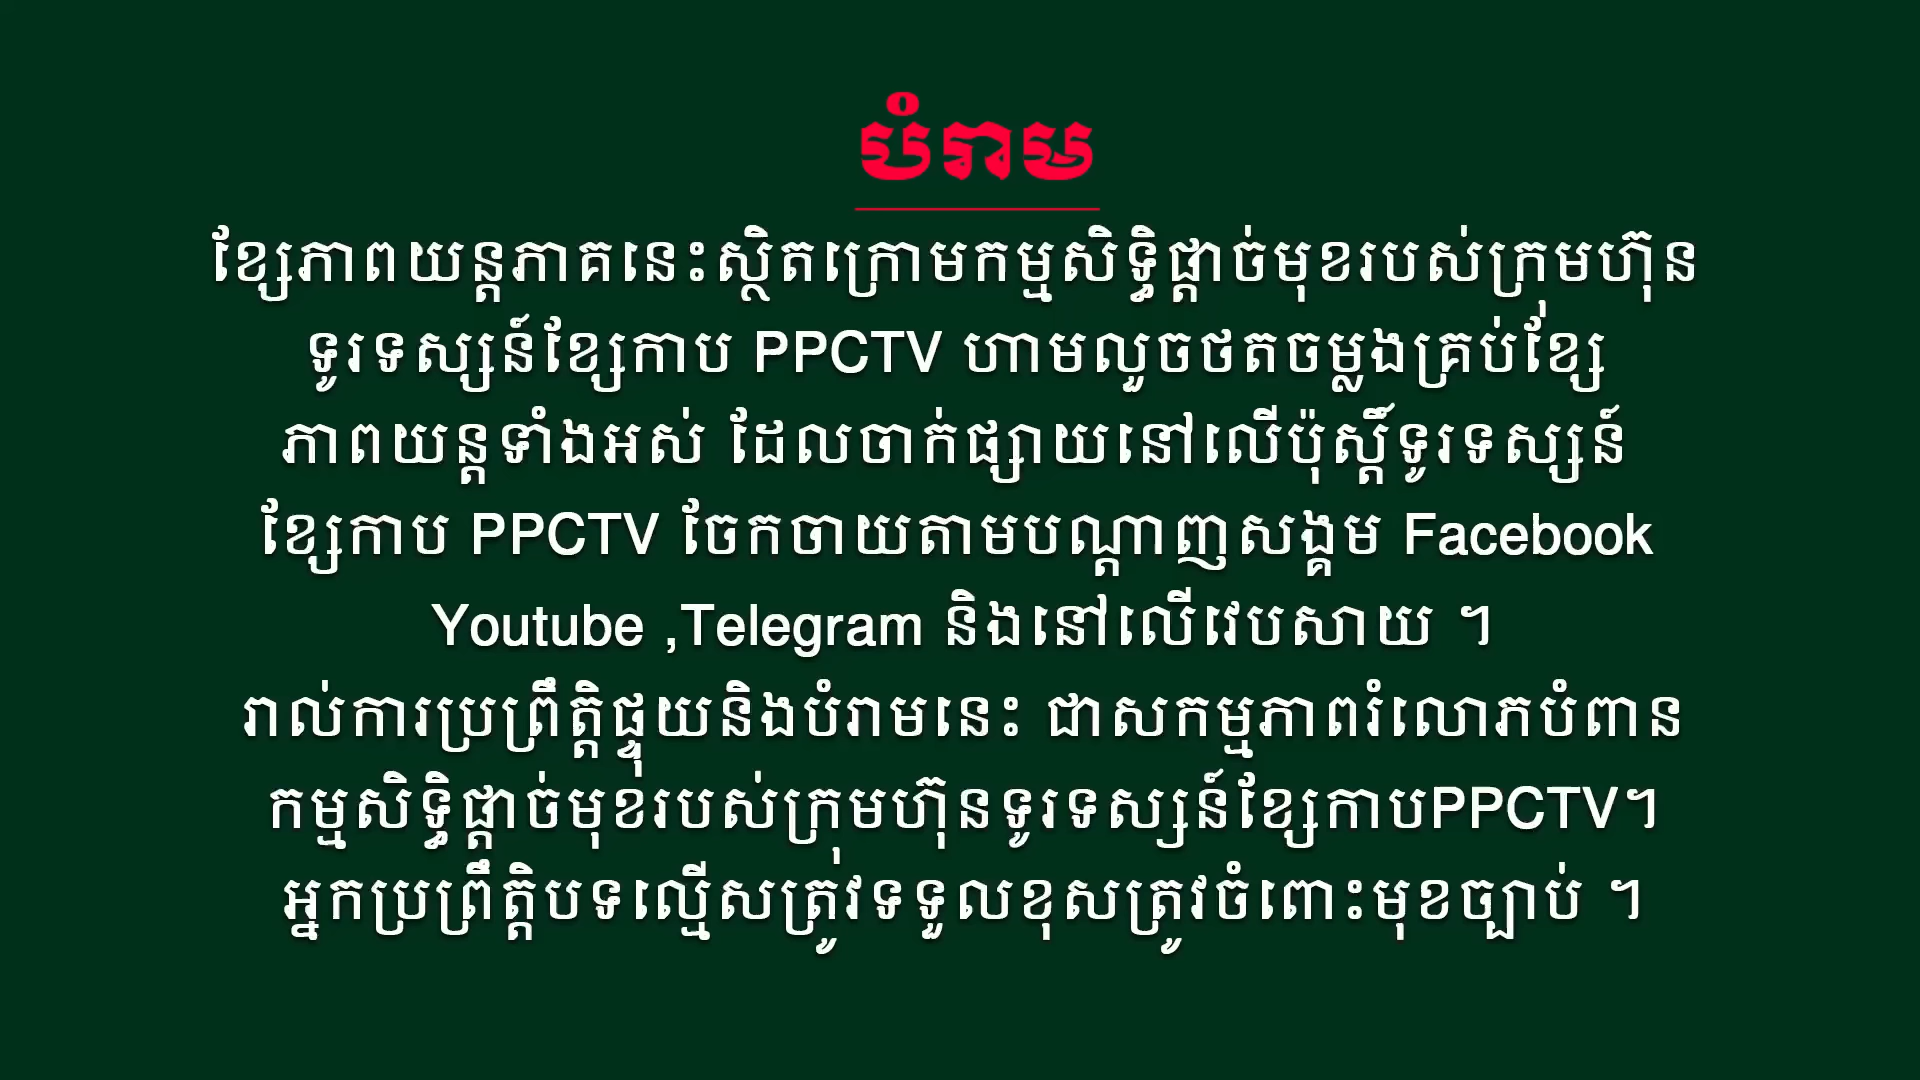 បំរាម
ខ្សែភាពយន្តភាគនេះស្ថិតក្រោមកម្មសិទ្ធិផ្តាច់មុខរបស់ក្រុមហ៊ុន
ទូរទស្សន៍ខ្សែកាប PPCTV ហាមលួចថតចម្លងគ្រប់ខ្សែ
ភាពយន្តទាំងអស់ ដែលចាក់ផ្សាយនៅលើប៉ុស្តិ៍ទូរទស្សន៍
ខ្សែកាប PPCTV ចែកចាយតាមបណ្តាញសង្គម Facebook
Youtube ,Telegram និងនៅលើវេបសាយ ។
រាល់ការប្រព្រឹត្តិផ្ទុយនិងបំរាមនេះ ជាសកម្មភាពរំលោភបំពាន
កម្មសិទ្ធិផ្តាច់មុខរបស់ក្រុមហ៊ុនទូរទស្សន៍ខ្សែកាបPPCTV។
អ្នកប្រព្រឹត្តិបទល្មើសត្រូវទទួលខុសត្រូវចំពោះមុខច្បាប់ ។